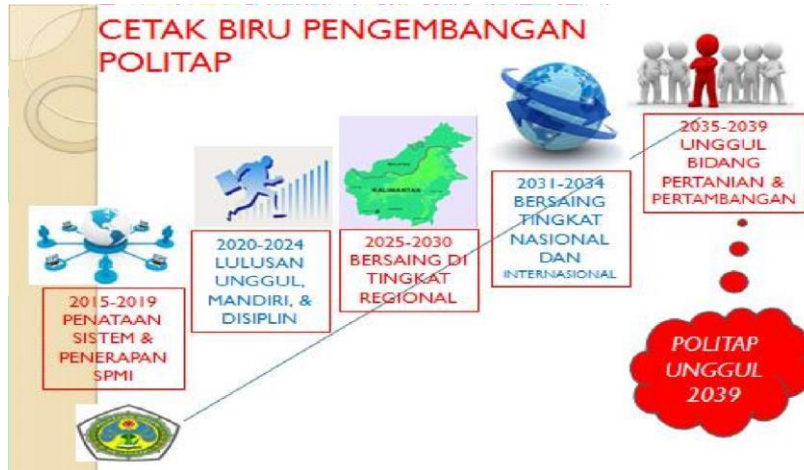 CETAK BIRU PENGEMBANGAN
POLITAP
2015-2019
PENATAAN
SISTEM &
PENERAPAN
SPMI
2020-2024
LULUSAN
UNGGUL,
MANDIRI, &
DISIPLIN
KALIMANTAN
2025-2030
BERSAING DI
TINGKAT
REGIONAL
2031-2034
BERSAING
TINGKAT
NASIONAL
DAN
INTERNASIONAL
2035-2039
UNGGUL
BIDANG
PERTANIAN &
PERTAMBANGAN
POLITAP
UNGGUL
2039